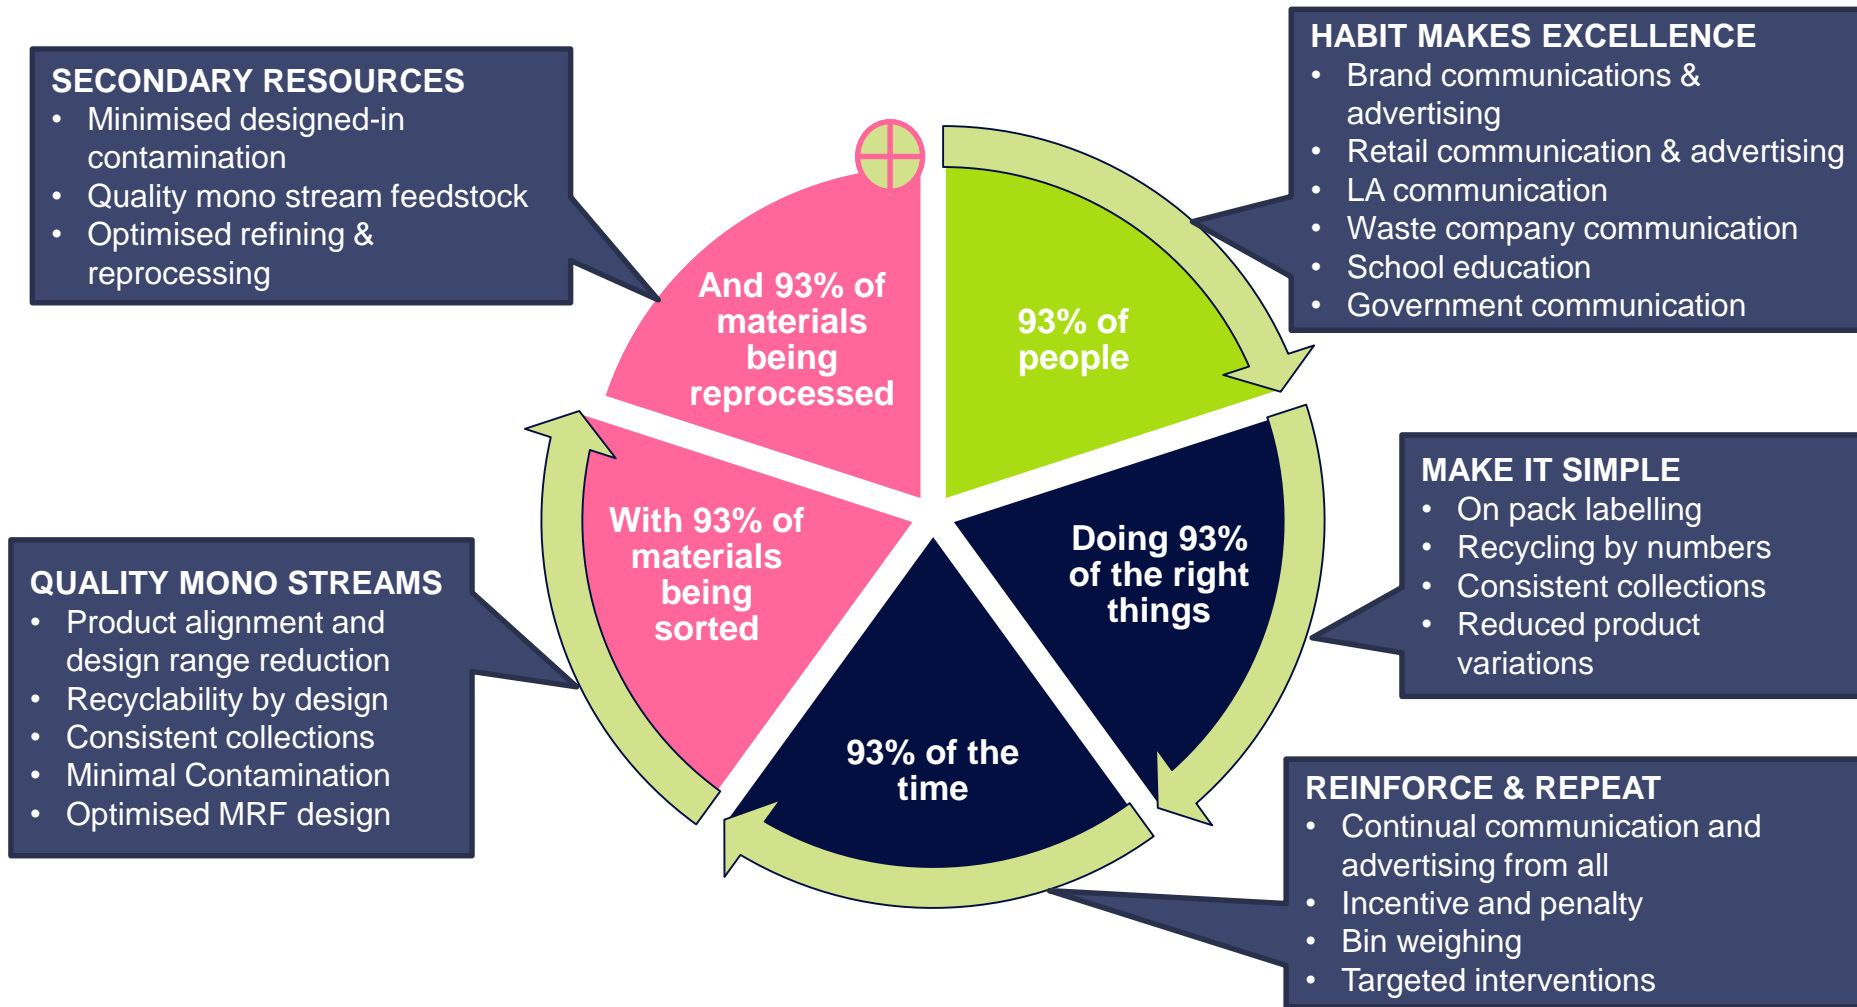 SECONDARY RESOURCES
• Minimised designed-in
contamination
• Quality mono stream feedstock
• Optimised refining &
reprocessing
HABIT MAKES EXCELLENCE
• Brand communications &
advertising
• Retail communication & advertising
• LA communication
• Waste company communication
• School education
• Government communication
And 93% of
materials
being
reprocessed
93% of
people
With 93% of
materials
being
sorted
Doing 93%
of the right
things
93% of the
time
MAKE IT SIMPLE
• On pack labelling
• Recycling by numbers
• Consistent collections
• Reduced product
variations
QUALITY MONO STREAMS
• Product alignment and
design range reduction
• Recyclability by design
• Consistent collections
• Minimal Contamination
• Optimised MRF design
REINFORCE & REPEAT
• Continual communication and
advertising from all
• Incentive and penalty
• Bin weighing
• Targeted interventions